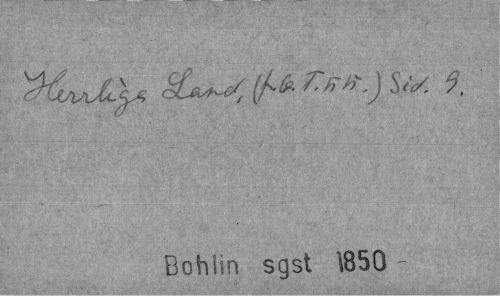 Herrliga Land, (L.G.T. ) Sid. 9.
Bohlin sgst 1850 -